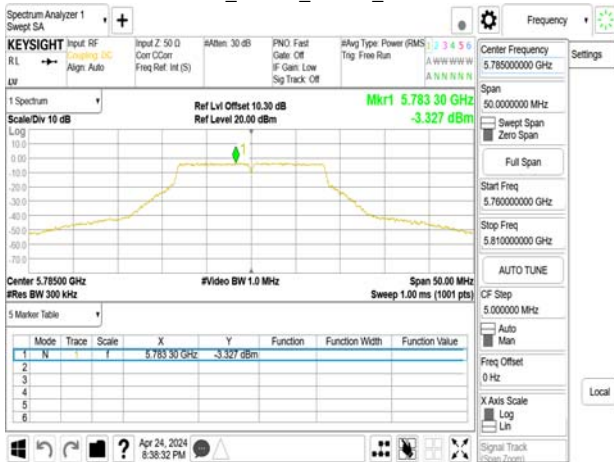 Spectrum Analyzer 1
Swept SA
Frequency
KEYSIGHT
RL
Input: RF
Coupling: DC
Align: Auto
Input Z: 50 Ω
Corr CCorr
Freq Ref: Int (S)
#Atten: 30 dB
PNO: Fast
Gate: Off
IF Gain: Low
Sig Track: Off
#Avg Type: Power (RMS
Trig: Free Run
1 2 3 4 5 6
A W W W W W
A N N N N N
Center Frequency
5.785000000 GHz
Settings
Span
50.0000000 MHz
Swept Span
Zero Span
Full Span
Start Freq
5.760000000 GHz
Stop Freq
5.810000000 GHz
AUTO TUNE
CF Step
5.000000 MHz
Auto
Man
Freq Offset
0 Hz
X Axis Scale
Log
Lin
Local
Signal Track
(Span Zoom)
1 Spectrum
Scale/Div 10 dB
Ref Lvl Offset 10.30 dB
Ref Level 20.00 dBm
Mkr1 5.783 30 GHz
-3.327 dBm
Log
10.0
0.00
-10.0
-20.0
-30.0
-40.0
-50.0
-60.0
-70.0
1
Center 5.78500 GHz
#Res BW 300 kHz
#Video BW 1.0 MHz
Span 50.00 MHz
Sweep 1.00 ms (1001 pts)
5 Marker Table
Mode Trace Scale X Y Function Function Width Function Value
1 N 1 f 5.783 30 GHz -3.327 dBm
2
3
4
5
6
Apr 24, 2024
8:38:32 PM